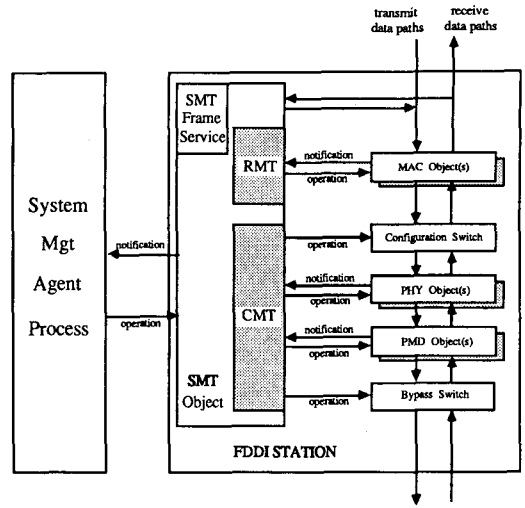 transmit
data paths
receive
data paths
SMT
Frame
Service
RMT
notification
operation
MAC Object(s)
System
Mgt
Agent
Process
notification
operation
operation
Configuration Switch
CMT
notification
operation
PHY Object(s)
notification
operation
PMD Object(s)
SMT
Object
operation
Bypass Switch
FDDI STATION